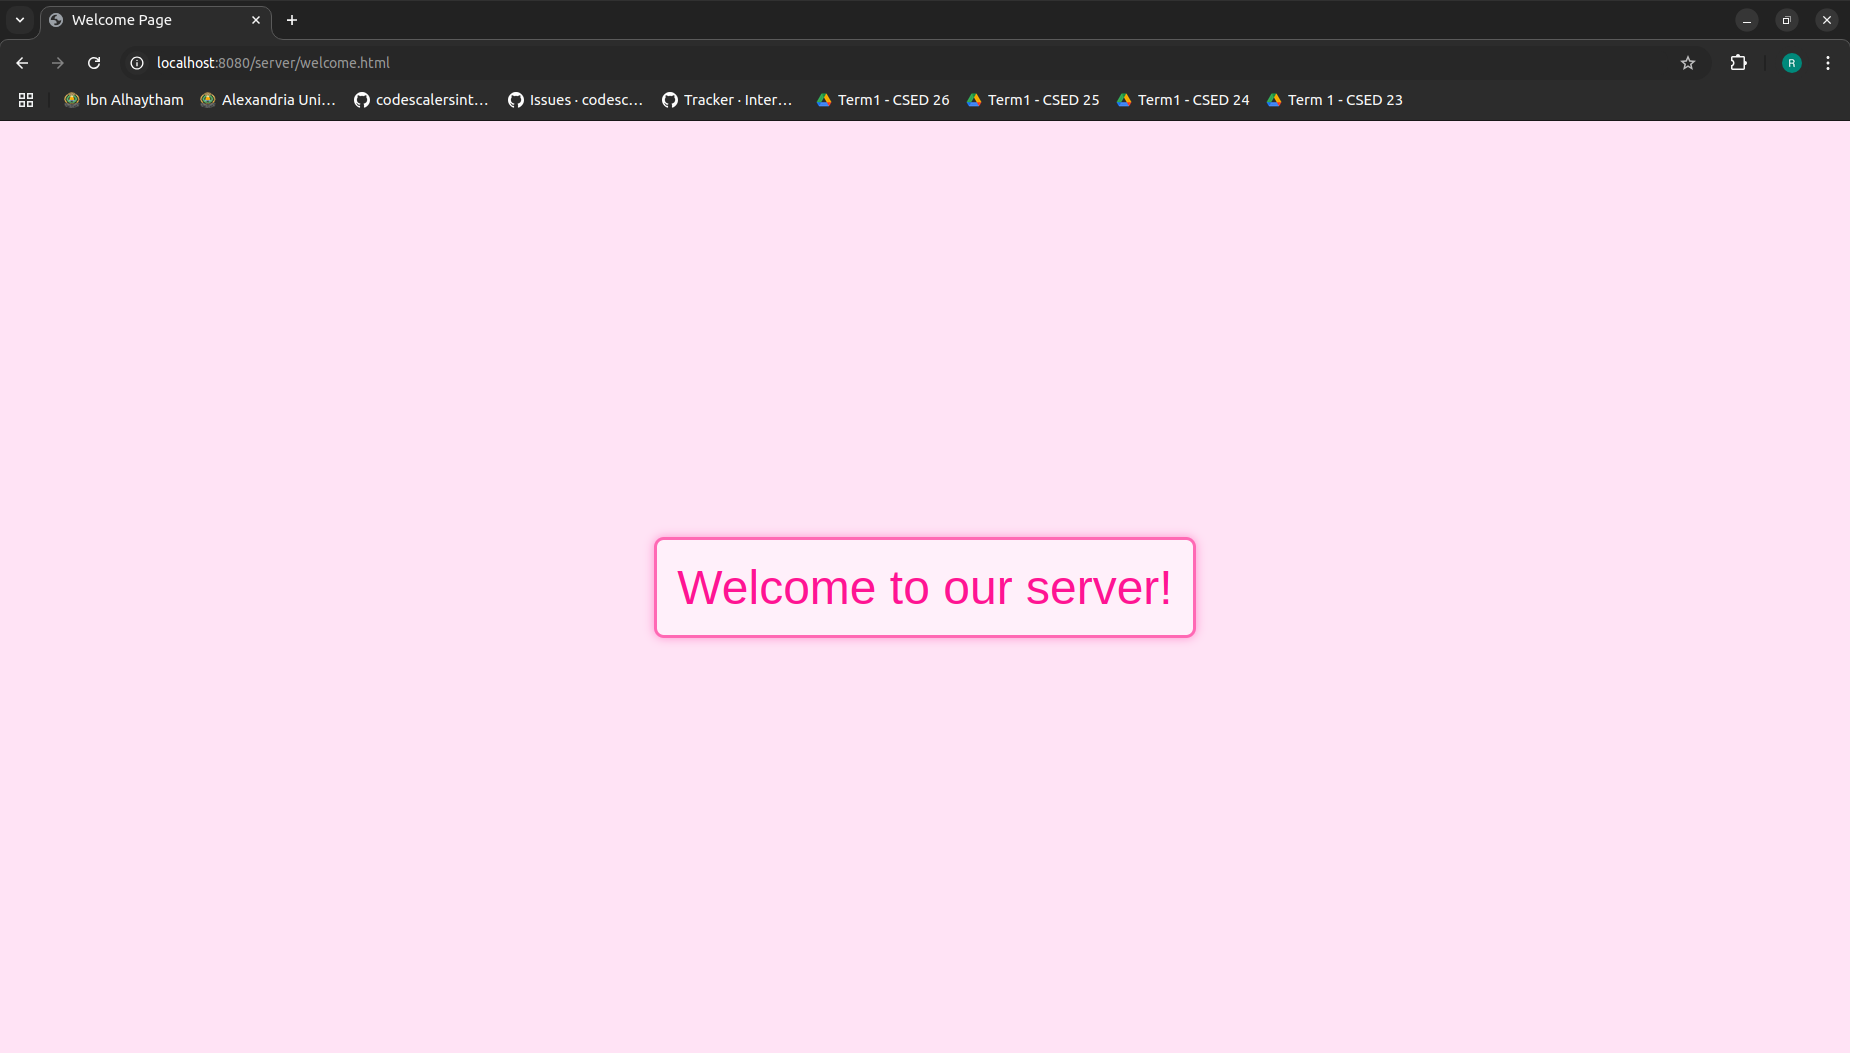 Welcome Page
localhost:8080/server/welcome.html
R
Ibn Alhaytham Alexandria Uni... codescalersint... Issues · codesc... Tracker · Inter... Term1 - CSED 26 Term1 - CSED 25 Term1 - CSED 24 Term 1 - CSED 23
Welcome to our server!